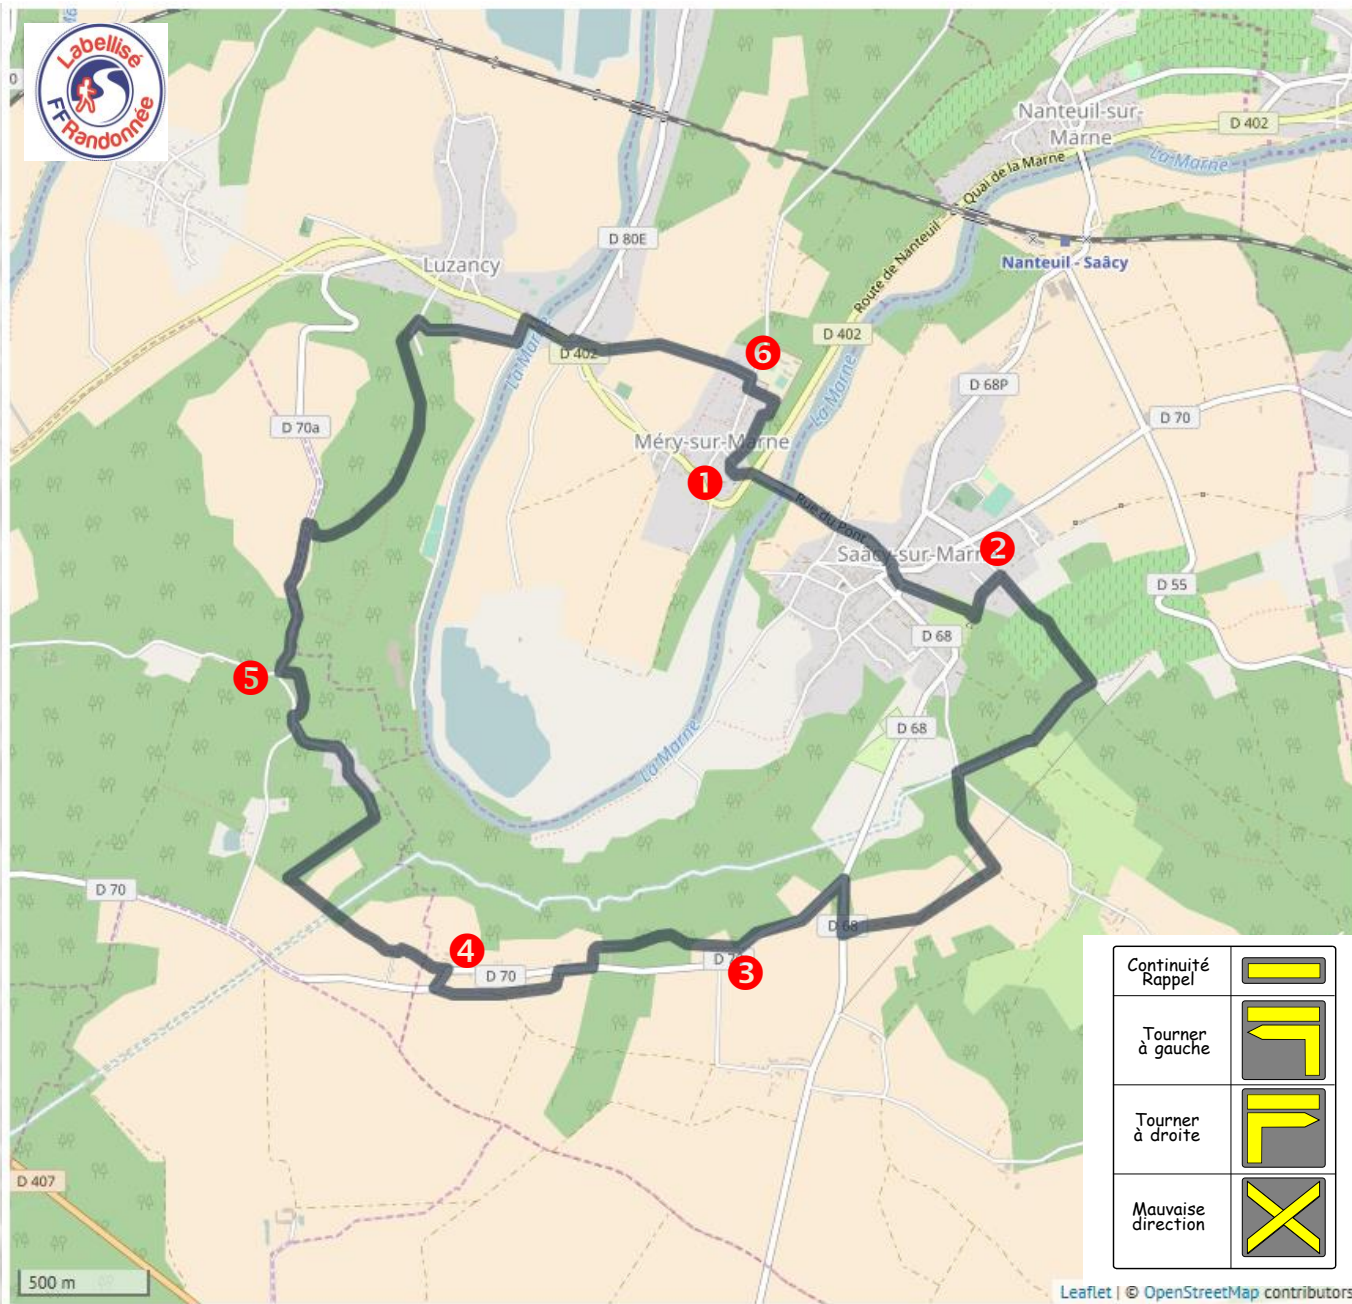 Labellisé
FFRandonnée
Nanteuil-sur-
Marne
D 402
La Marne
Quai de la Marne
Route de Nanteuil
D 80E
Luzancy
Nanteuil - Saâcy
D 402
6
D 402
La Mar
La Marne
D 68P
D 70
D 70a
Méry-sur-Marne
1
Rue du Pont
Saâcy-sur-Marn
2
D 55
D 68
5
D 68
La Marne
D 70
D 68
4
D 70
D 7
3
Continuité
Rappel
Tourner
à gauche
Tourner
à droite
Mauvaise
direction
D 407
500 m
Leaflet | © OpenStreetMap contributors